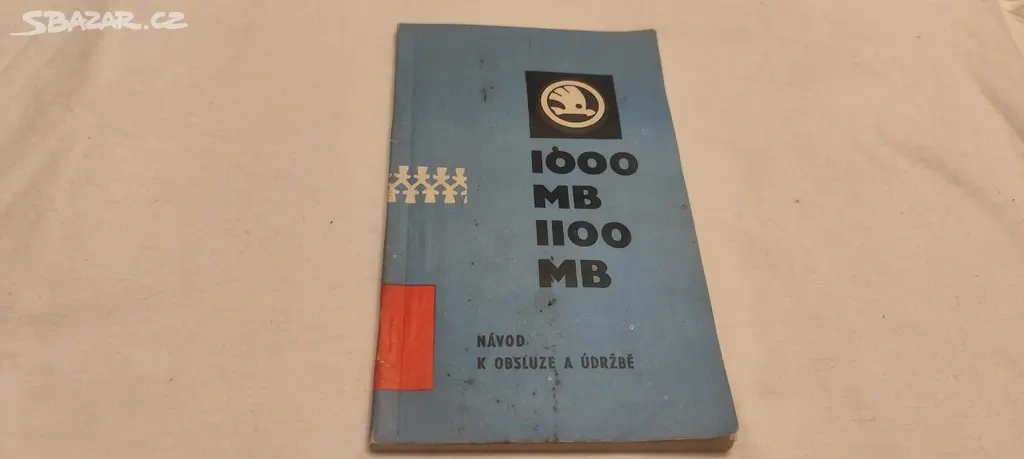 SBAZAR.CZ
1000
MB
1100
MB
NÁVOD
K OBSLUZE A ÚDRŽBĚ